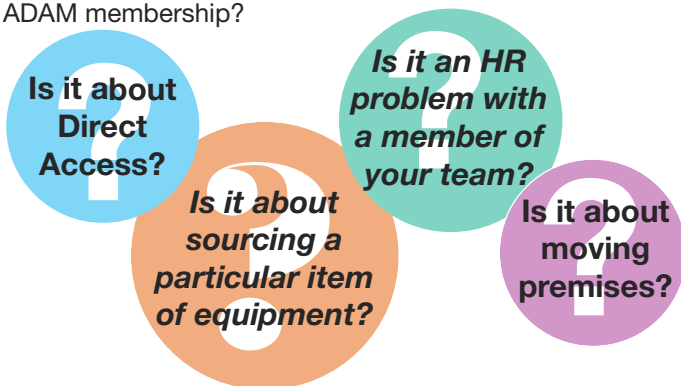 ADAM membership?
Is it about
Direct
Access?
Is it about
sourcing a
particular item
of equipment?
Is it an HR
problem with
a member of
your team?
Is it about
moving
premises?